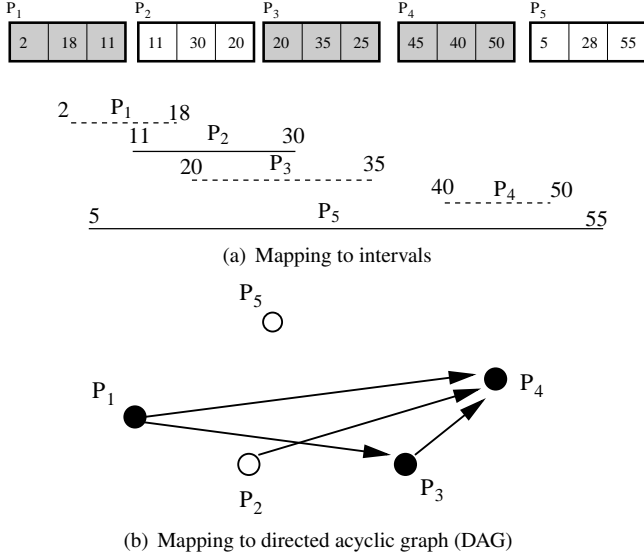 P1 P2 P3 P4 P5
2 18 11 11 30 20 20 35 25 45 40 50 5 28 55
2 P1 18
11 P2 30
20 P3 35
40 P4 50
5 P5 55
(a) Mapping to intervals
P5
P4
P1
P3
P2
(b) Mapping to directed acyclic graph (DAG)